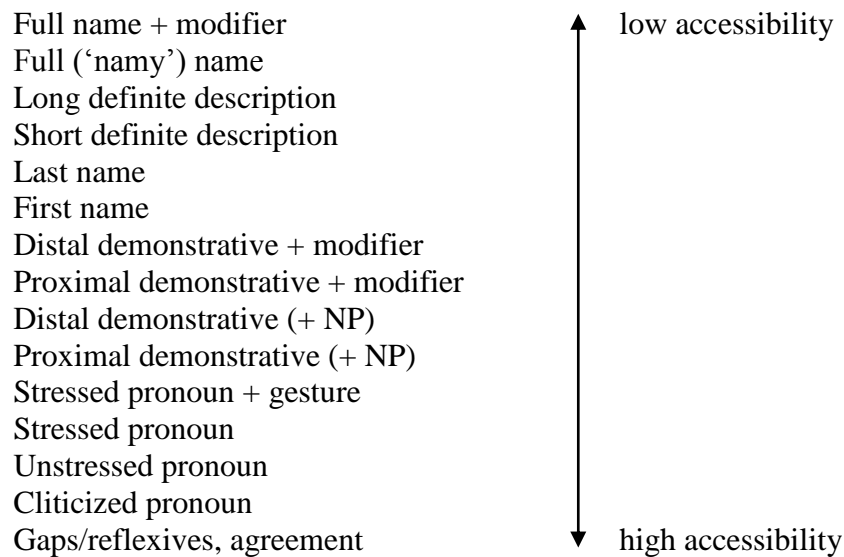 Full name + modifier low accessibility
Full (‘namy’) name
Long definite description
Short definite description
Last name
First name
Distal demonstrative + modifier
Proximal demonstrative + modifier
Distal demonstrative (+ NP)
Proximal demonstrative (+ NP)
Stressed pronoun + gesture
Stressed pronoun
Unstressed pronoun
Cliticized pronoun
Gaps/reflexives, agreement high accessibility